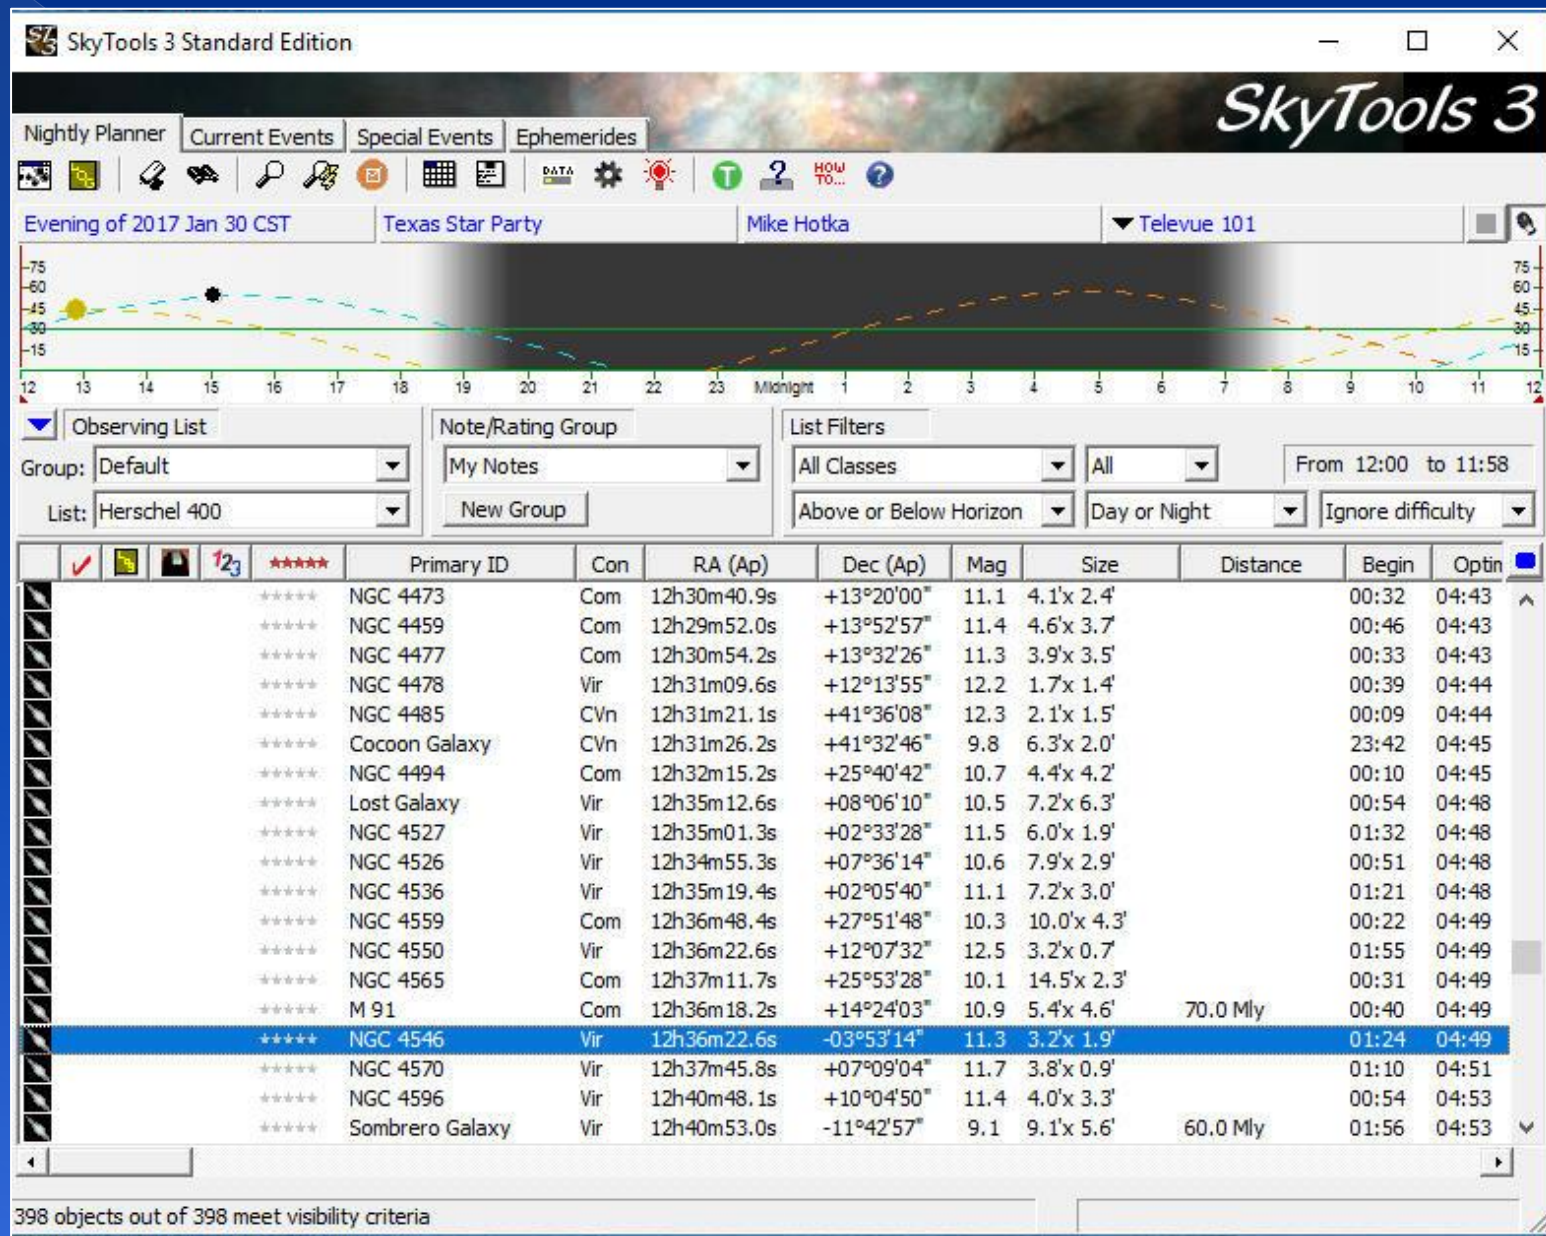 SkyTools 3 Standard Edition
SkyTools 3
Nightly Planner Current Events Special Events Ephemerides
DATA T ? HOW TO... ?
Evening of 2017 Jan 30 CST Texas Star Party Mike Hotka Televue 101
75 75
60 60
45 45
30 30
15 15
12 13 14 15 16 17 18 19 20 21 22 23 Midnight 1 2 3 4 5 6 7 8 9 10 11 12
Observing List Note/Rating Group List Filters
Group: Default My Notes All Classes All From 12:00 to 11:58
List: Herschel 400 New Group Above or Below Horizon Day or Night Ignore difficulty
123 Primary ID Con RA (Ap) Dec (Ap) Mag Size Distance Begin Optin
NGC 4473 Com 12h30m40.9s +13°20'00" 11.1 4.1'x 2.4' 00:32 04:43
NGC 4459 Com 12h29m52.0s +13°52'57" 11.4 4.6'x 3.7' 00:46 04:43
NGC 4477 Com 12h30m54.2s +13°32'26" 11.3 3.9'x 3.5' 00:33 04:43
NGC 4478 Vir 12h31m09.6s +12°13'55" 12.2 1.7'x 1.4' 00:39 04:44
NGC 4485 CVn 12h31m21.1s +41°36'08" 12.3 2.1'x 1.5' 00:09 04:44
Cocoon Galaxy CVn 12h31m26.2s +41°32'46" 9.8 6.3'x 2.0' 23:42 04:45
NGC 4494 Com 12h32m15.2s +25°40'42" 10.7 4.4'x 4.2' 00:10 04:45
Lost Galaxy Vir 12h35m12.6s +08°06'10" 10.5 7.2'x 6.3' 00:54 04:48
NGC 4527 Vir 12h35m01.3s +02°33'28" 11.5 6.0'x 1.9' 01:32 04:48
NGC 4526 Vir 12h34m55.3s +07°36'14" 10.6 7.9'x 2.9' 00:51 04:48
NGC 4536 Vir 12h35m19.4s +02°05'40" 11.1 7.2'x 3.0' 01:21 04:48
NGC 4559 Com 12h36m48.4s +27°51'48" 10.3 10.0'x 4.3' 00:22 04:49
NGC 4550 Vir 12h36m22.6s +12°07'32" 12.5 3.2'x 0.7' 01:55 04:49
NGC 4565 Com 12h37m11.7s +25°53'28" 10.1 14.5'x 2.3' 00:31 04:49
M 91 Com 12h36m18.2s +14°24'03" 10.9 5.4'x 4.6' 70.0 Mly 00:40 04:49
NGC 4546 Vir 12h36m22.6s -03°53'14" 11.3 3.2'x 1.9' 01:24 04:49
NGC 4570 Vir 12h37m45.8s +07°09'04" 11.7 3.8'x 0.9' 01:10 04:51
NGC 4596 Vir 12h40m48.1s +10°04'50" 11.4 4.0'x 3.3' 00:54 04:53
Sombrero Galaxy Vir 12h40m53.0s -11°42'57" 9.1 9.1'x 5.6' 60.0 Mly 01:56 04:53
398 objects out of 398 meet visibility criteria